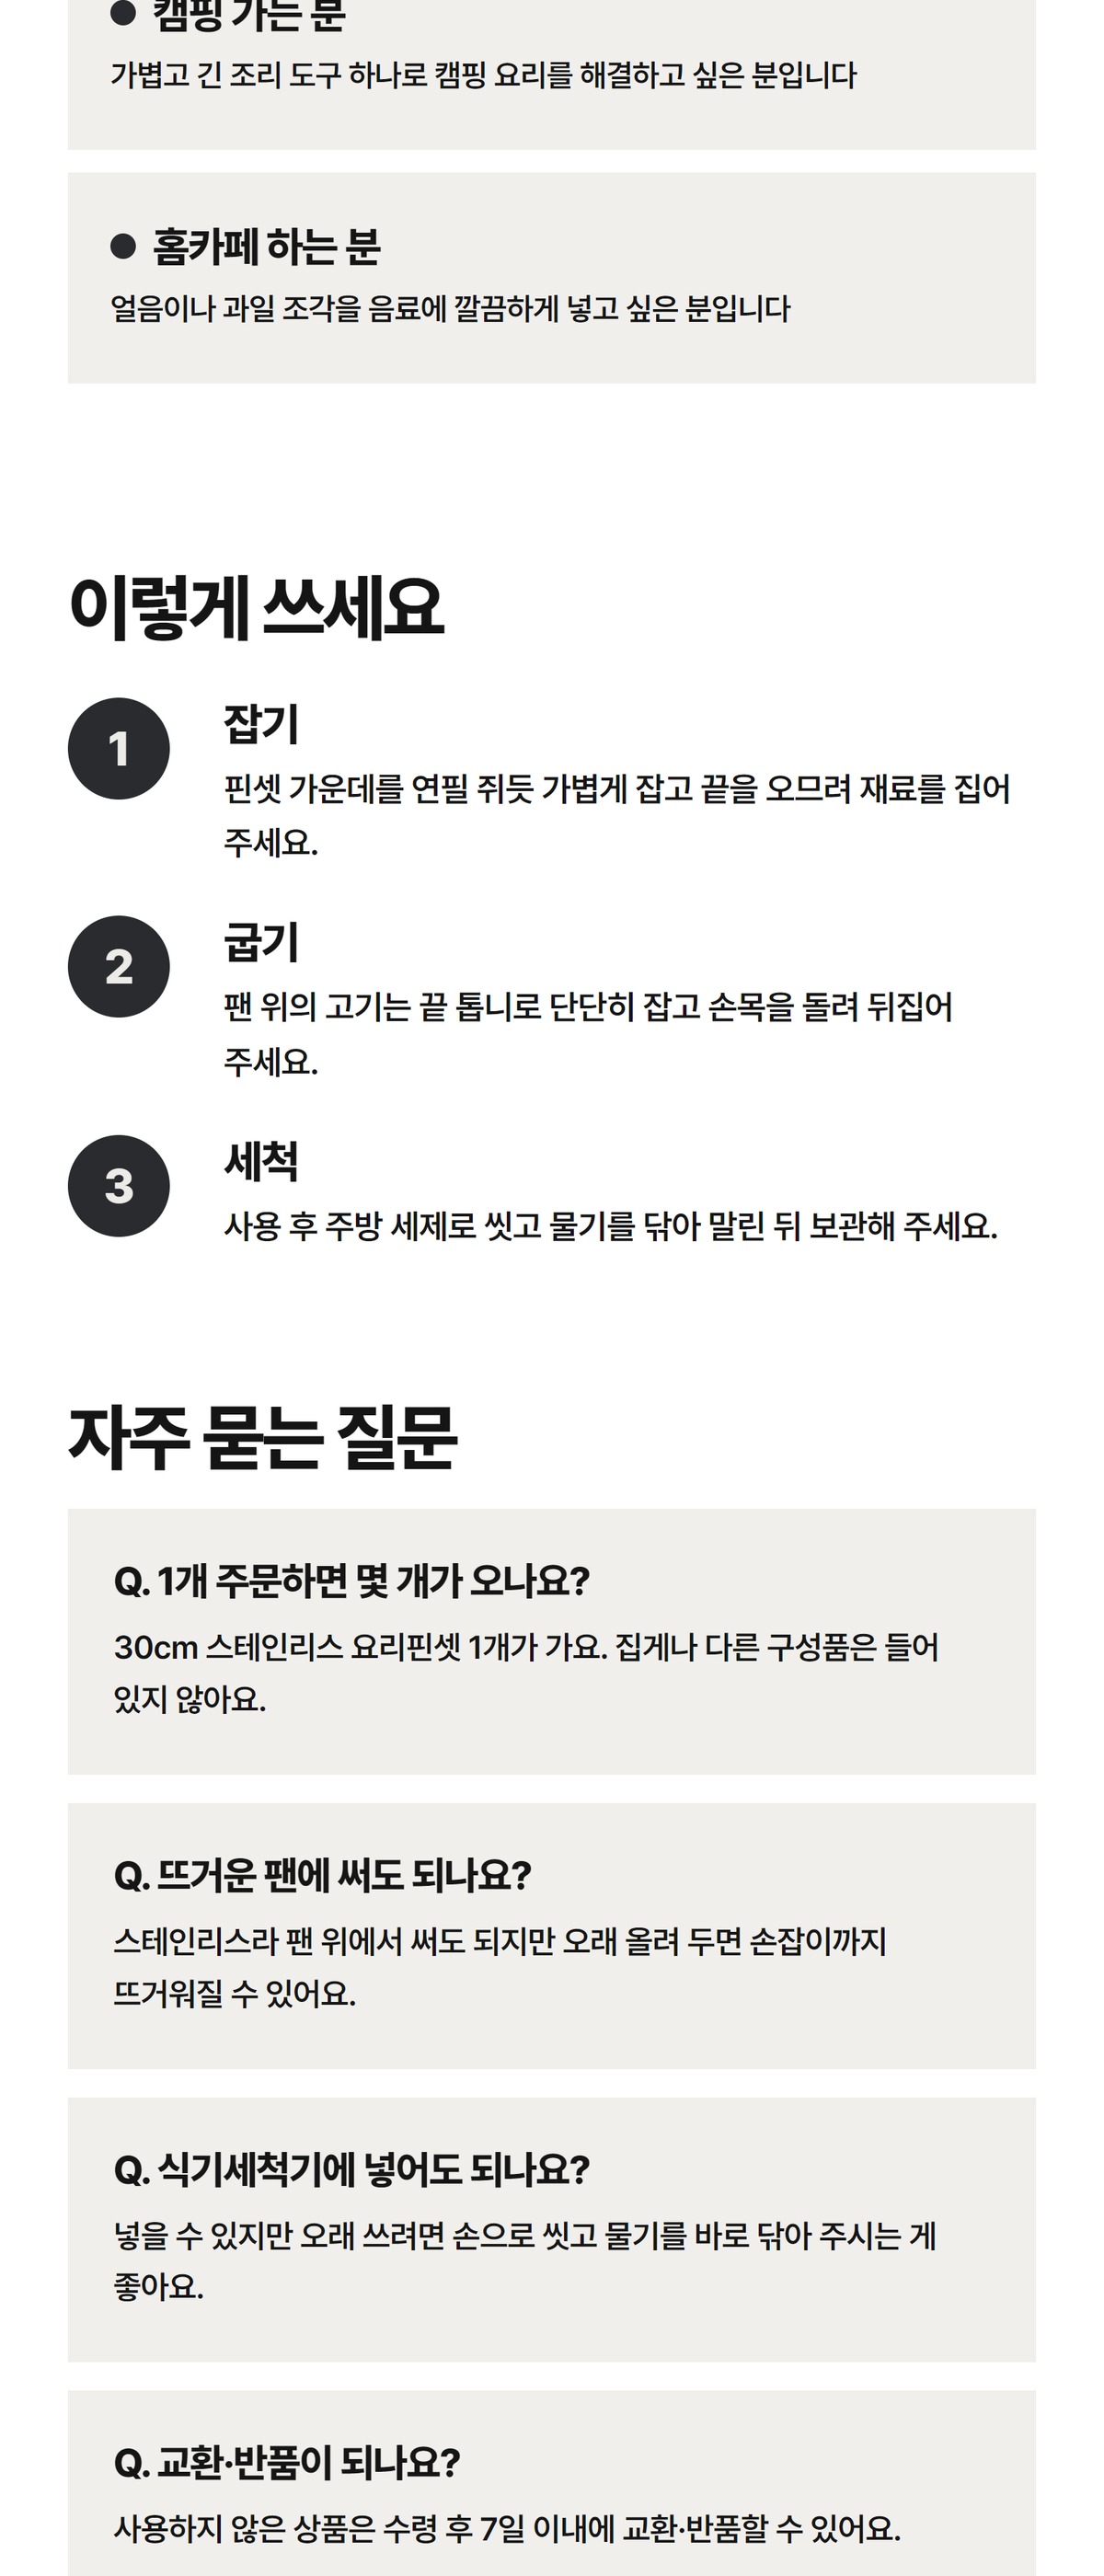 캠핑 가는 분
가볍고 긴 조리 도구 하나로 캠핑 요리를 해결하고 싶은 분입니다
홈카페 하는 분
얼음이나 과일 조각을 음료에 깔끔하게 넣고 싶은 분입니다
이렇게 쓰세요
1
잡기
핀셋 가운데를 연필 쥐듯 가볍게 잡고 끝을 오므려 재료를 집어
주세요.
2
굽기
팬 위의 고기는 끝 톱니로 단단히 잡고 손목을 돌려 뒤집어
주세요.
3
세척
사용 후 주방 세제로 씻고 물기를 닦아 말린 뒤 보관해 주세요.
자주 묻는 질문
Q. 1개 주문하면 몇 개가 오나요?
30cm 스테인리스 요리핀셋 1개가 가요. 집게나 다른 구성품은 들어
있지 않아요.
Q. 뜨거운 팬에 써도 되나요?
스테인리스라 팬 위에서 써도 되지만 오래 올려 두면 손잡이까지
뜨거워질 수 있어요.
Q. 식기세척기에 넣어도 되나요?
넣을 수 있지만 오래 쓰려면 손으로 씻고 물기를 바로 닦아 주시는 게
좋아요.
Q. 교환·반품이 되나요?
사용하지 않은 상품은 수령 후 7일 이내에 교환·반품할 수 있어요.